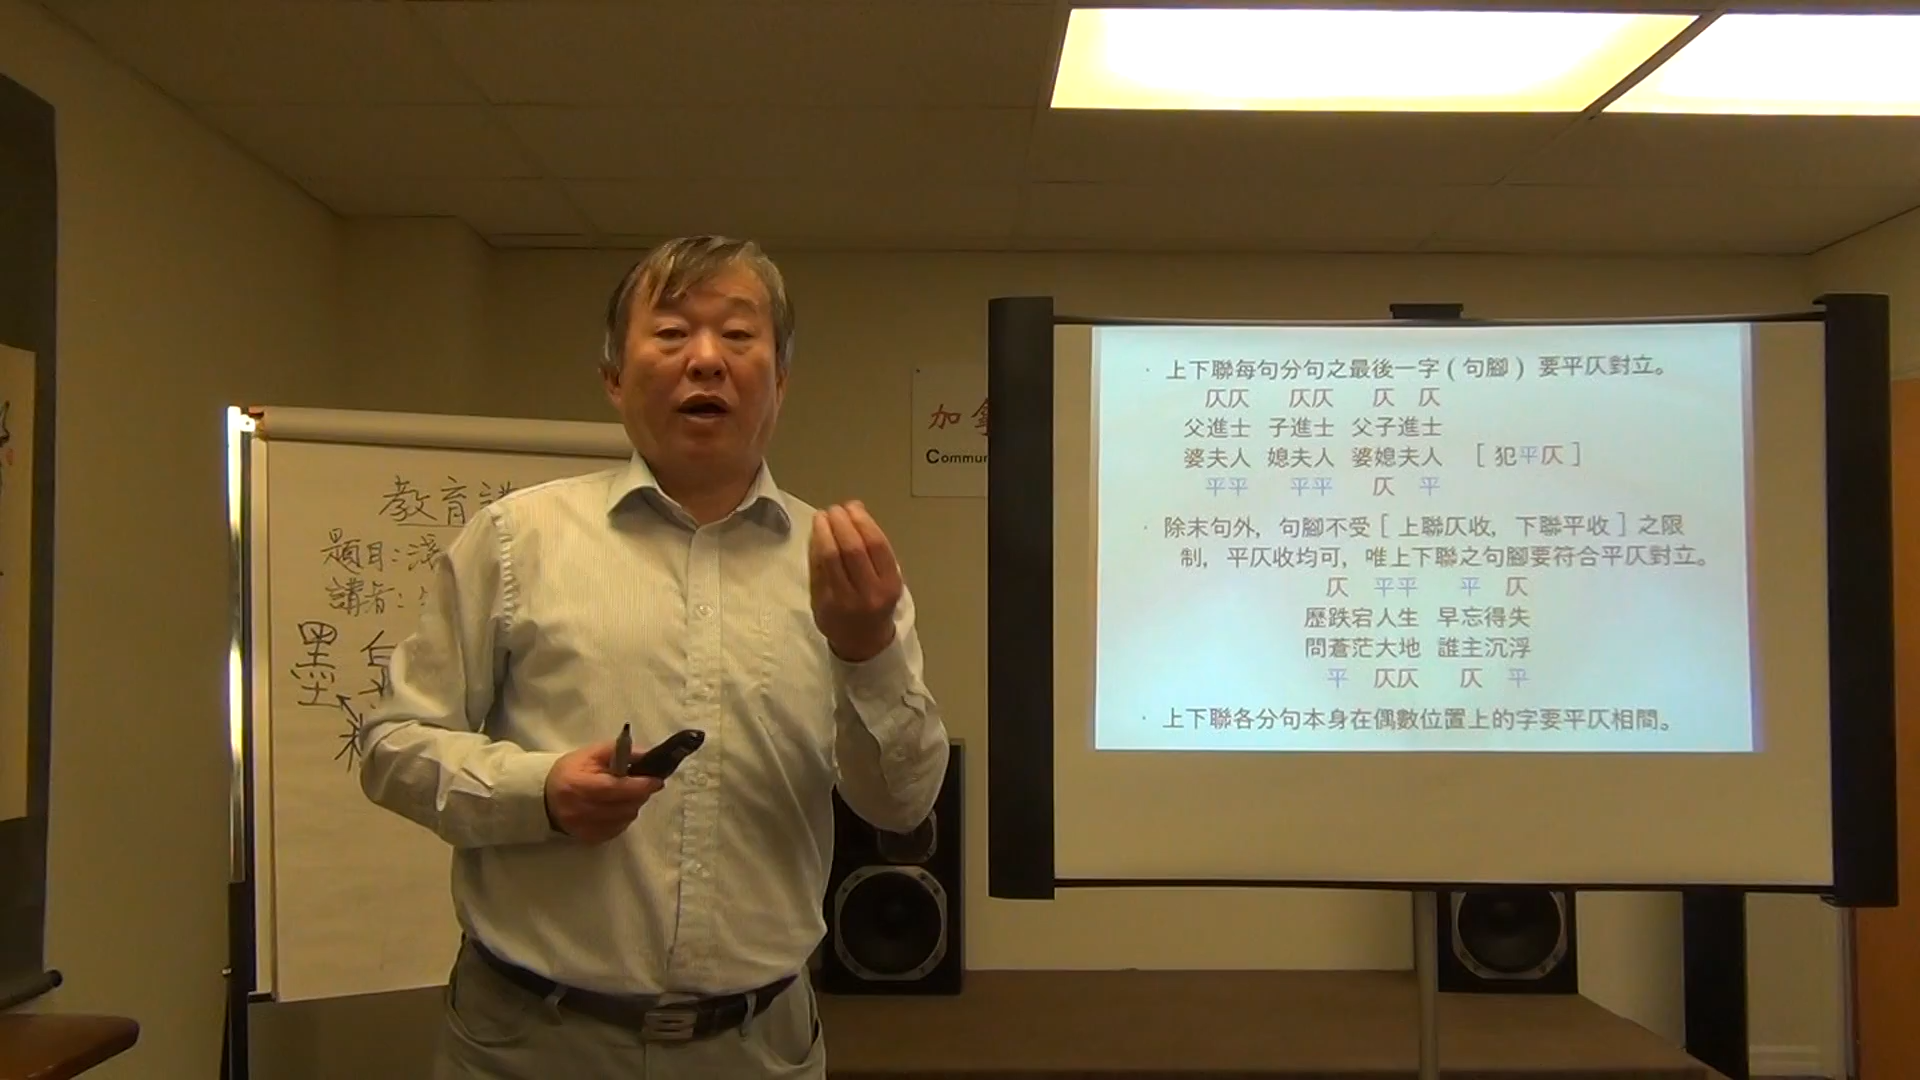 教育講
題目：淺
講者：
黑
加拿
Commun
· 上下聯每句分句之最後一字（句腳）要平仄對立。
仄仄 仄仄 仄 仄
父進士 子進士 父子進士
婆夫人 媳夫人 婆媳夫人 ［犯平仄］
平平 平平 仄 平
· 除末句外，句腳不受［上聯仄收，下聯平收］之限
制，平仄收均可，唯上下聯之句腳要符合平仄對立。
仄 平平 平 仄
歷跌宕人生 早忘得失
問蒼茫大地 誰主沉浮
平 仄仄 仄 平
· 上下聯各分句本身在偶數位置上的字要平仄相間。